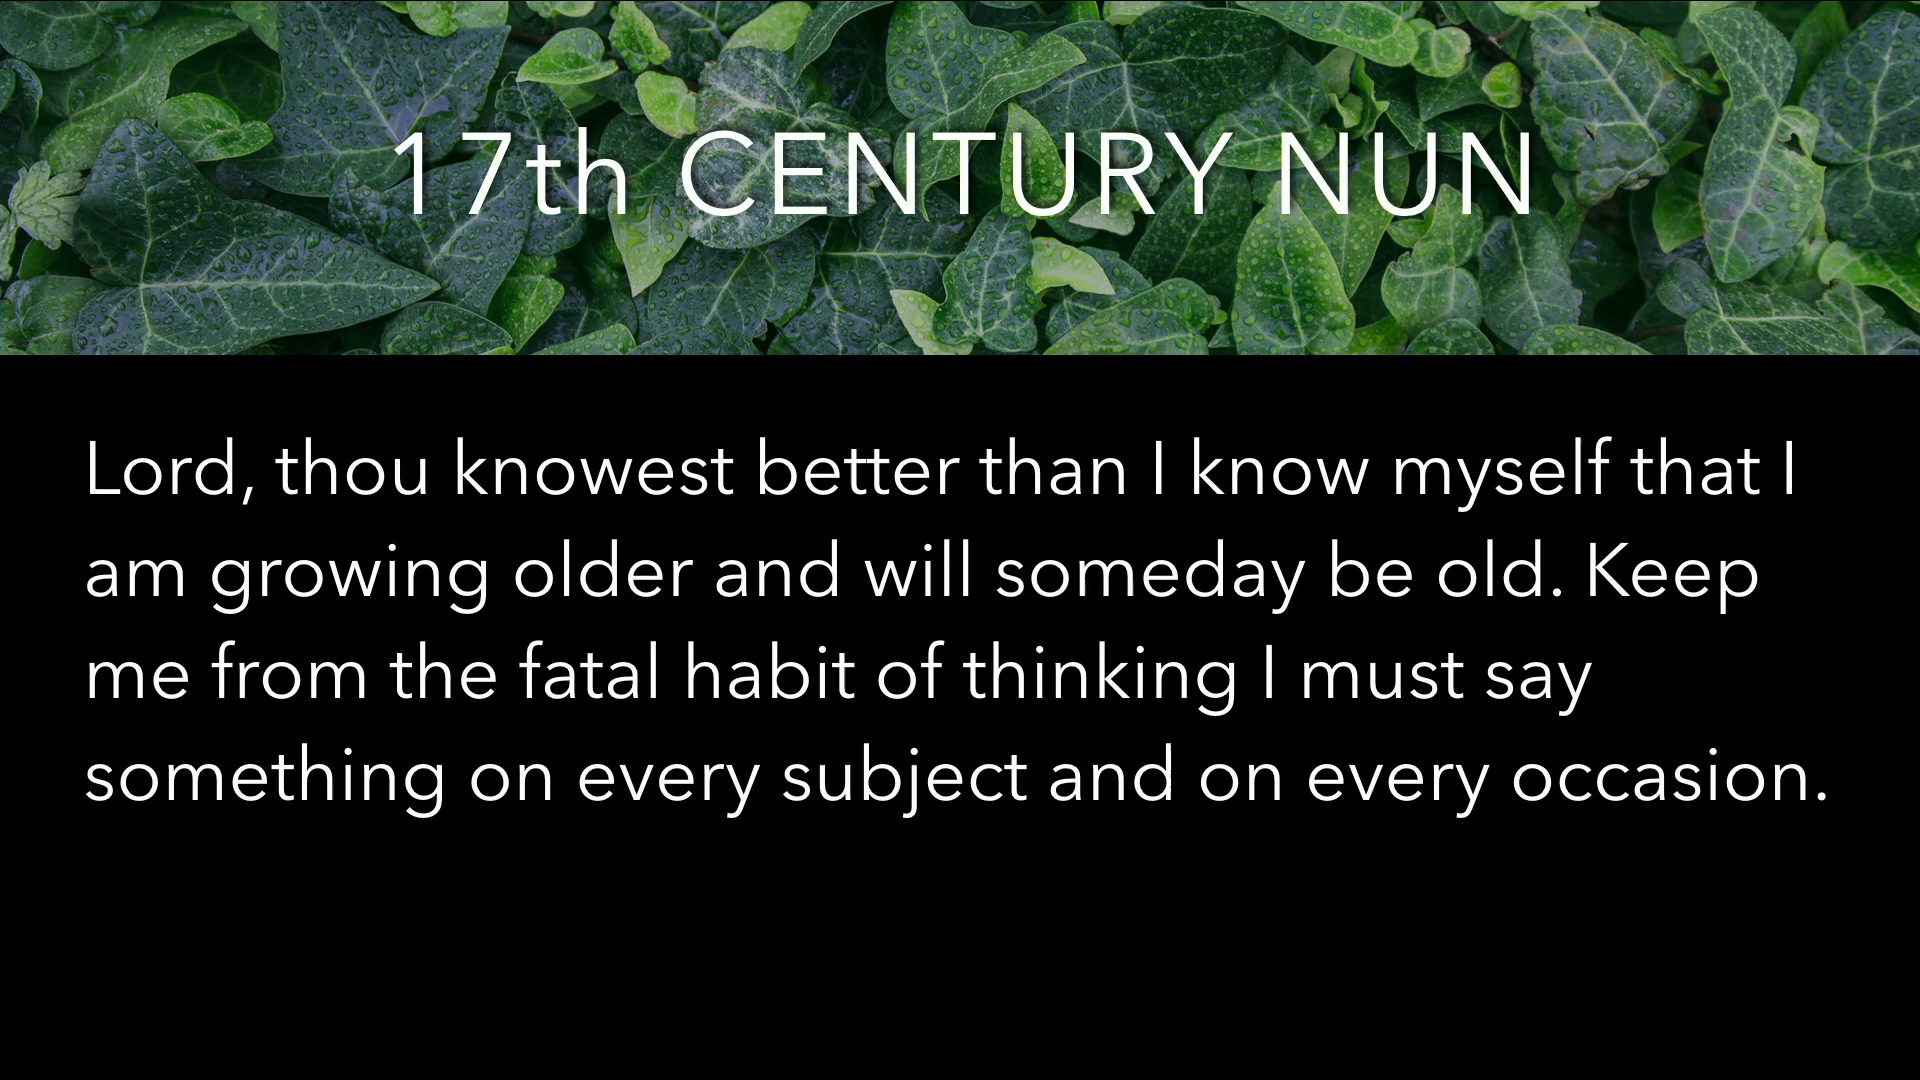 17th CENTURY NUN
Lord, thou knowest better than I know myself that I
am growing older and will someday be old. Keep
me from the fatal habit of thinking I must say
something on every subject and on every occasion.